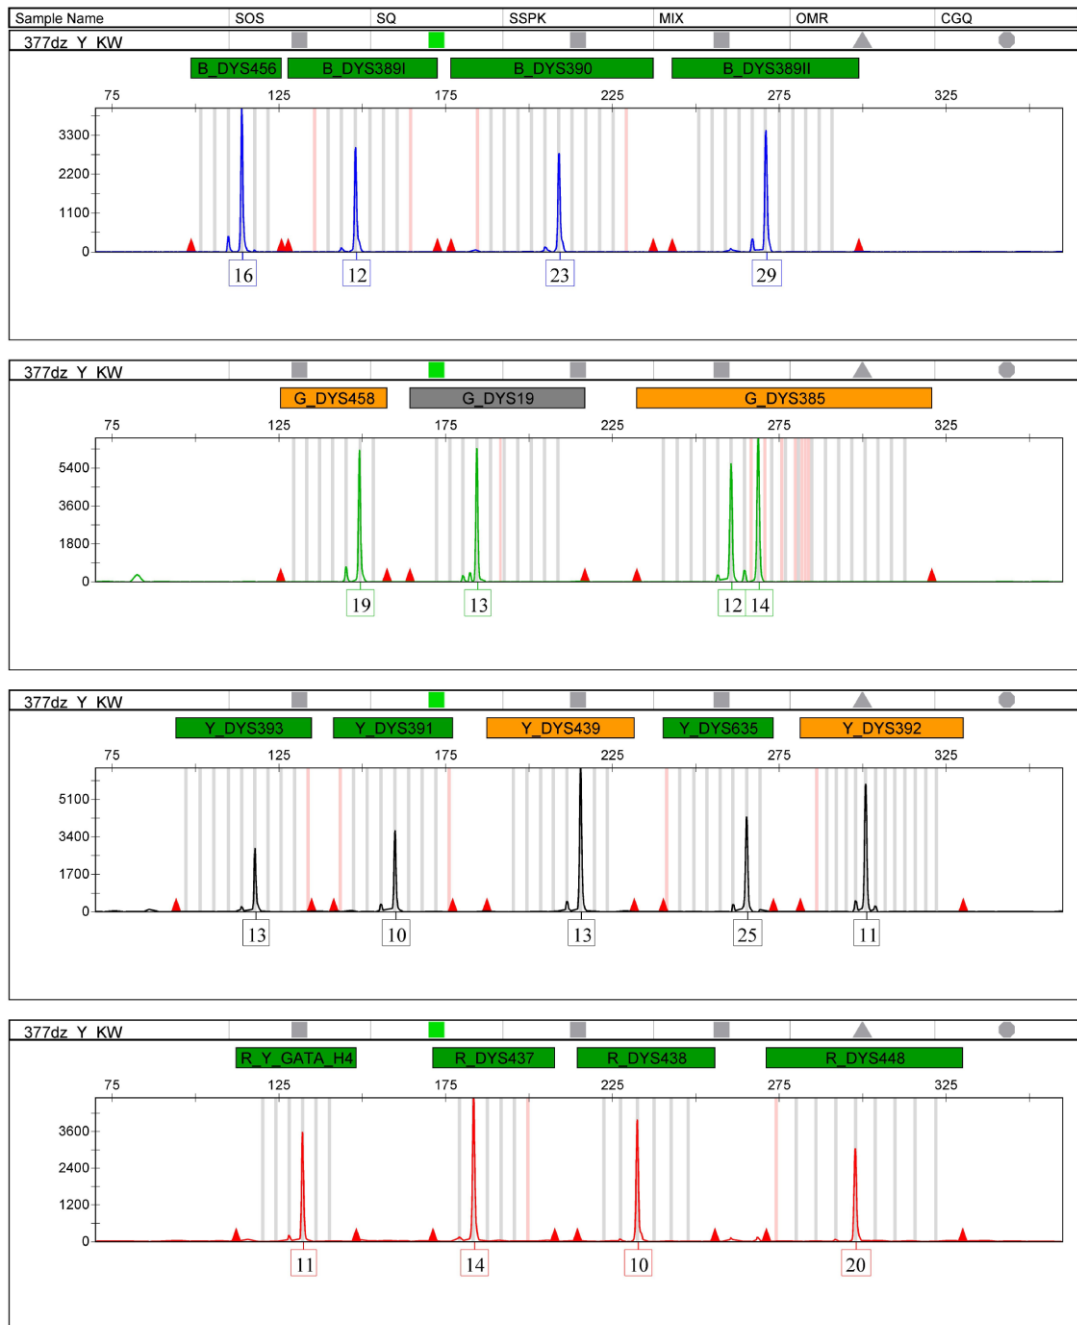 Sample Name SOS SQ SSPK MIX OMR CGQ
377dz_Y_KW
B_DYS456 B_DYS389I B_DYS390 B_DYS389II
75 125 175 225 275 325
3300
2200
1100
0
16 12 23 29
377dz_Y_KW
G_DYS458 G_DYS19 G_DYS385
75 125 175 225 275 325
5400
3600
1800
0
19 13 12 14
377dz_Y_KW
Y_DYS393 Y_DYS391 Y_DYS439 Y_DYS635 Y_DYS392
75 125 175 225 275 325
5100
3400
1700
0
13 10 13 25 11
377dz_Y_KW
R_Y_GATA_H4 R_DYS437 R_DYS438 R_DYS448
75 125 175 225 275 325
3600
2400
1200
0
11 14 10 20